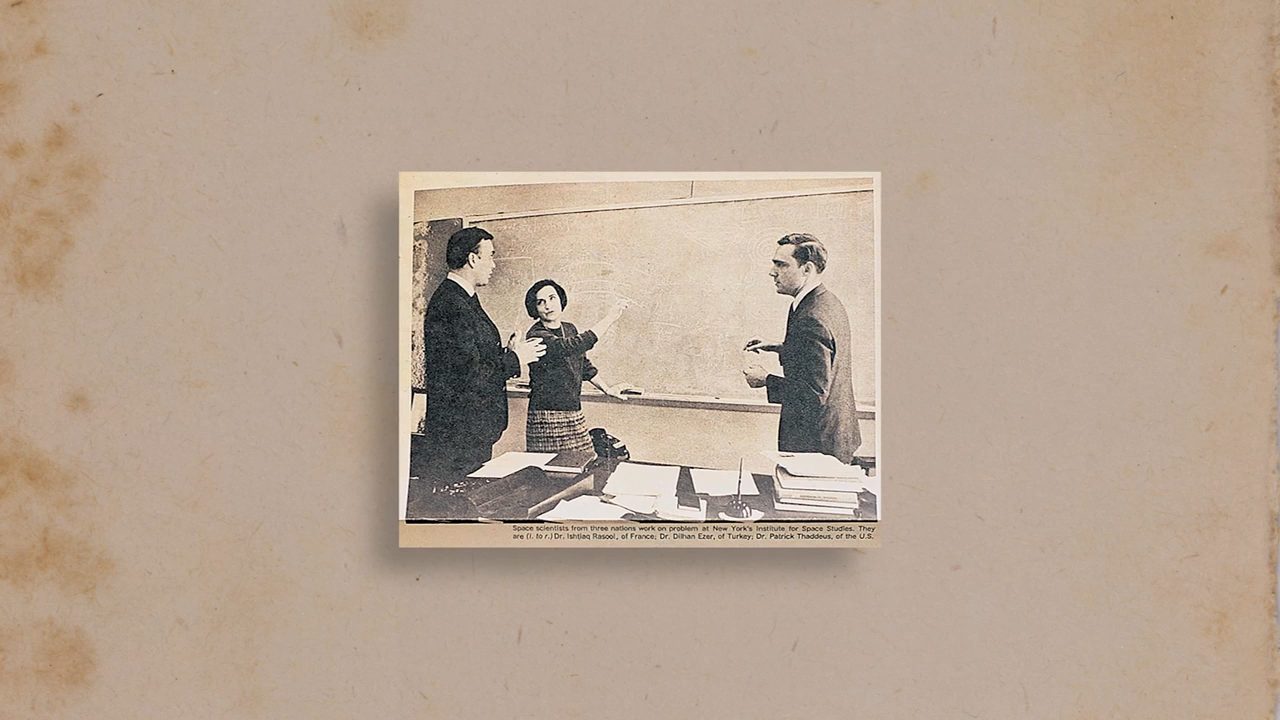 Space scientists from three nations work on problem at New York's Institute for Space Studies. They
are (l. to r.) Dr. Ishtiaq Rasool, of France; Dr. Dilhan Ezer, of Turkey; Dr. Patrick Thaddeus, of the U.S.